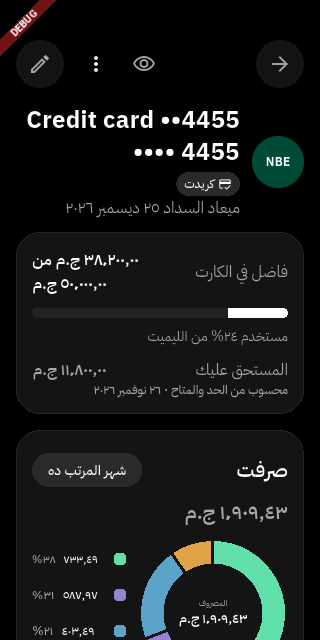 DEBUG
Credit card ••4455
•••• 4455
NBE
كريدت
ميعاد السداد ٢٥ ديسمبر ٢٠٢٦
فاضل في الكارت
٣٨,٢٠٠,٠٠ ج.م من
٥٠,٠٠٠,٠٠ ج.م
مستخدم ٢٤% من الليميت
المستحق عليك
١١,٨٠٠,٠٠ ج.م
محسوب من الحد والمتاح · ٢٦ نوفمبر ٢٠٢٦
صرفت
شهر المرتب ده
١,٩٠٩,٤٣ ج.م
٧٣٣,٤٩ ٣٨%
٥٨٧,٩٧ ٣١%
٤٠٣,٤٩ ٢١%
المصروف
١,٩٠٩,٤٣ ج.م